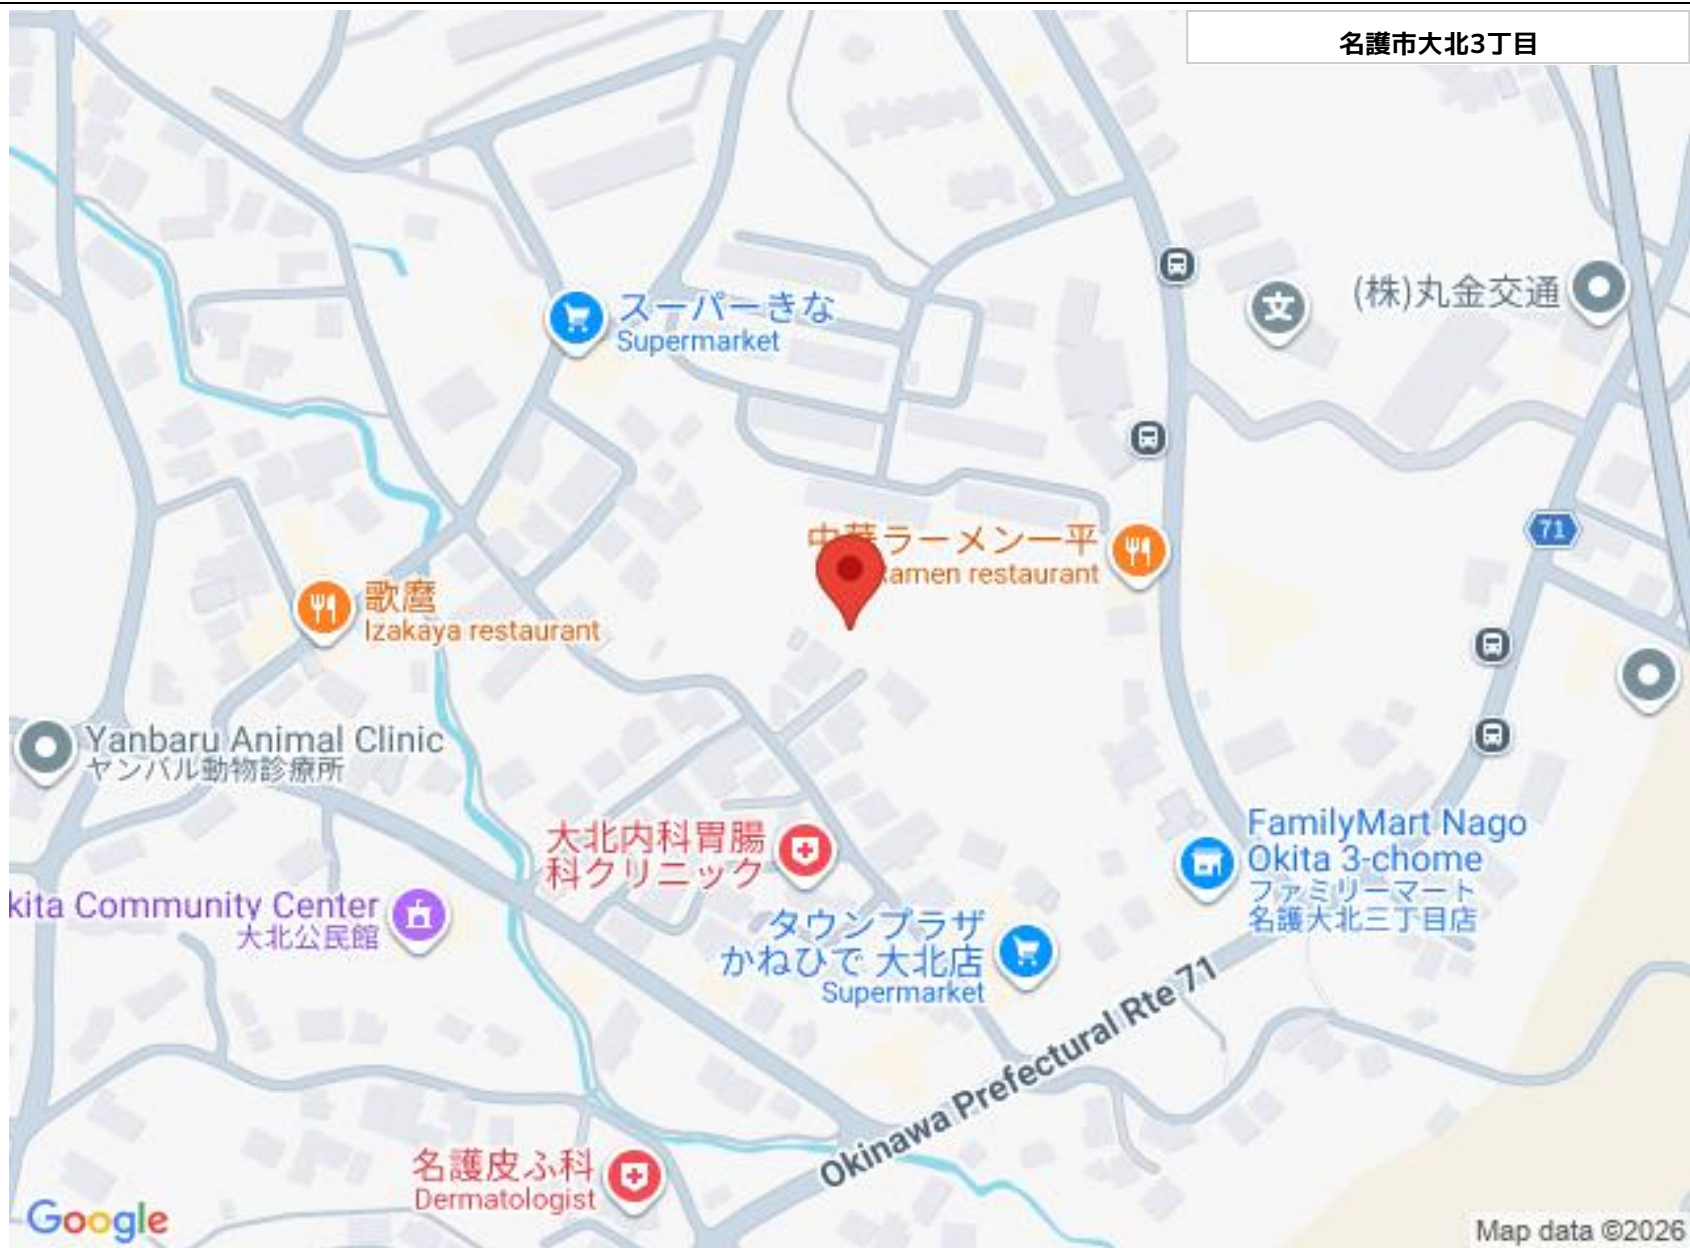 名護市大北3丁目
(株)丸金交通
スーパーきな
Supermarket
71
中華ラーメン一平
Ramen restaurant
歌麿
Izakaya restaurant
Yanbaru Animal Clinic
ヤンバル動物診療所
大北内科胃腸
科クリニック
FamilyMart Nago
Okita 3-chome
ファミリーマート
名護大北三丁目店
kita Community Center
大北公民館
タウンプラザ
かねひで 大北店
Supermarket
Okinawa Prefectural Rte 71
名護皮ふ科
Dermatologist
Google
Map data ©2026
文